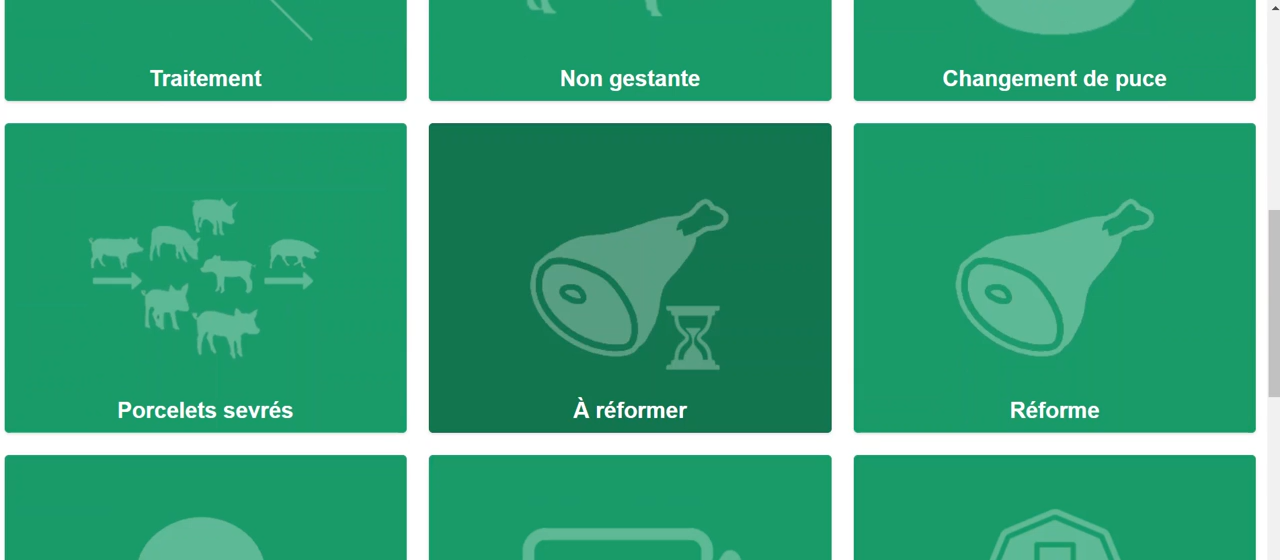 Traitement
Non gestante
Changement de puce
Porcelets sevrés
À réformer
Réforme